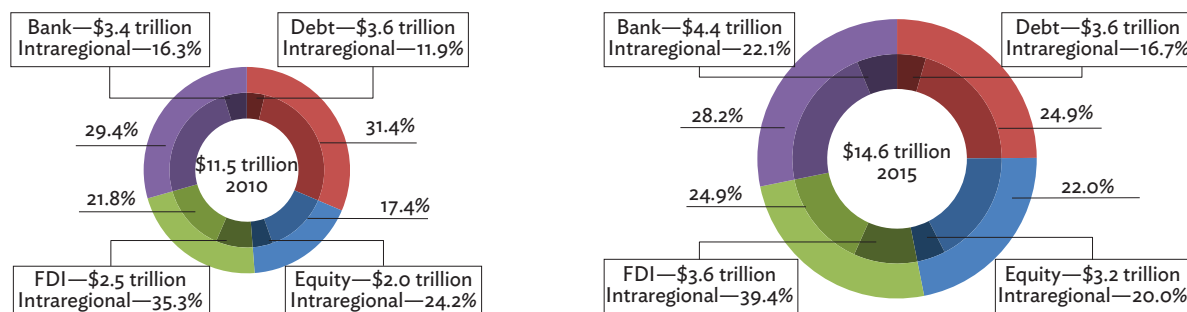 Bank—$3.4 trillion
Intraregional—16.3%
Debt—$3.6 trillion
Intraregional—11.9%
29.4%
31.4%
$11.5 trillion
2010
21.8%
17.4%
FDI—$2.5 trillion
Intraregional—35.3%
Equity—$2.0 trillion
Intraregional—24.2%
Bank—$4.4 trillion
Intraregional—22.1%
Debt—$3.6 trillion
Intraregional—16.7%
28.2%
24.9%
$14.6 trillion
2015
24.9%
22.0%
FDI—$3.6 trillion
Intraregional—39.4%
Equity—$3.2 trillion
Intraregional—20.0%